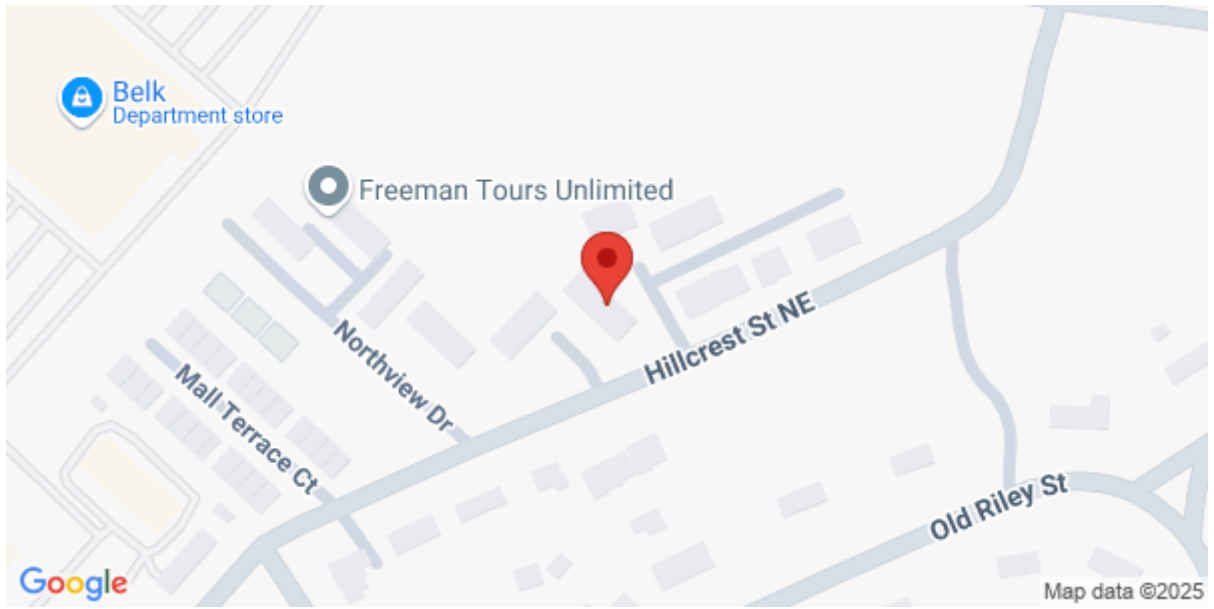 Belk
Department store
Freeman Tours Unlimited
Hillcrest St NE
Northview Dr
Mall Terrace Ct
Old Riley St
Google
Map data ©2025